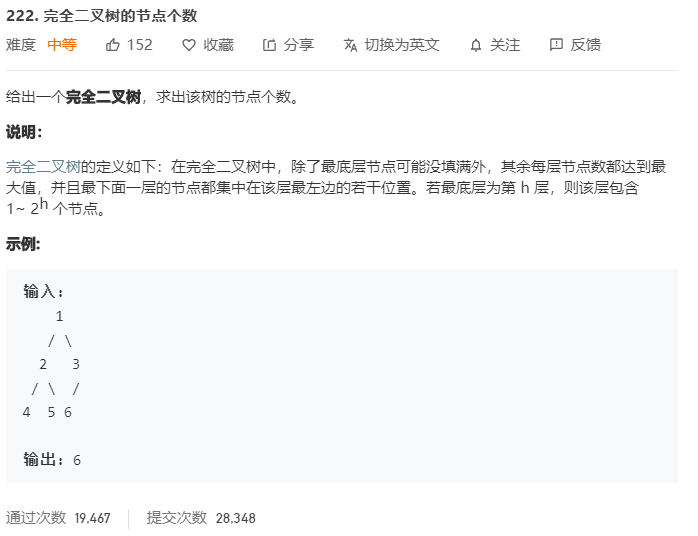 222. 完全二叉树的节点个数
难度 中等 152 收藏 分享 切换为英文 关注 反馈
给出一个完全二叉树，求出该树的节点个数。
说明：
完全二叉树的定义如下：在完全二叉树中，除了最底层节点可能没填满外，其余每层节点数都达到最
大值，并且最下面一层的节点都集中在该层最左边的若干位置。若最底层为第 h 层，则该层包含
1~ 2^h 个节点。
示例:
输入:
1
/ \
2 3
/ \ /
4 5 6
输出: 6
通过次数 19,467 提交次数 28,348